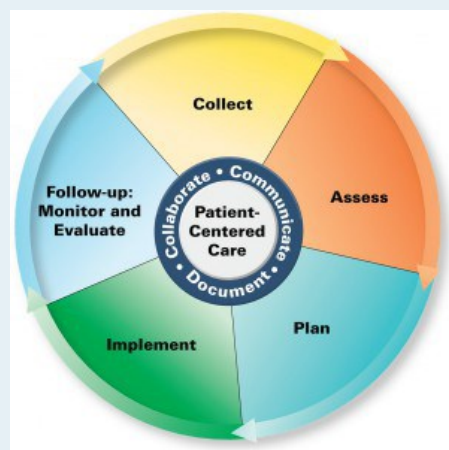 Collect
Assess
Plan
Implement
Follow-up:
Monitor and
Evaluate
Collaborate • Communicate • Document •
Patient-
Centered
Care